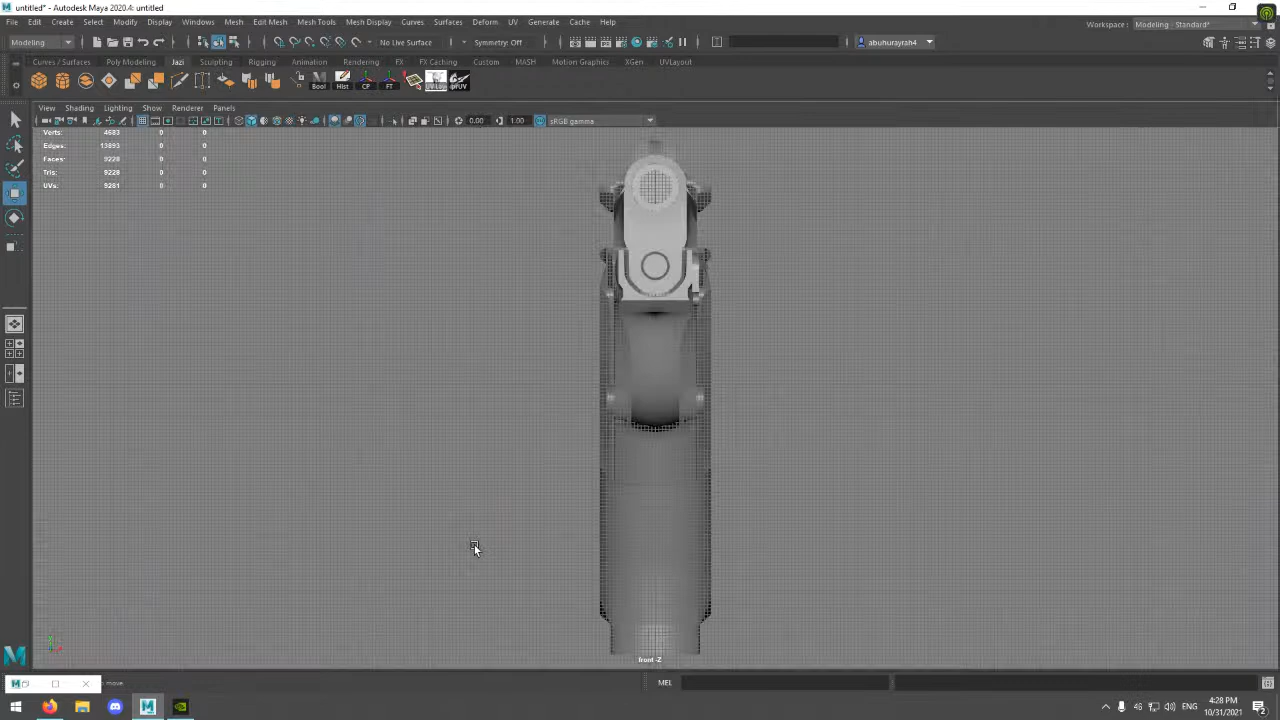 untitled* - Autodesk Maya 2020.4: untitled
File Edit Create Select Modify Display Windows Mesh Edit Mesh Mesh Tools Mesh Display Curves Surfaces Deform UV Generate Cache Help
Workspace : Modeling - Standard*
Modeling No Live Surface Symmetry: Off abuhurayrah4
Curves / Surfaces Poly Modeling Jazi Sculpting Rigging Animation Rendering FX FX Caching Custom MASH Motion Graphics XGen UVLayout
Bool Hist CP FT
View Shading Lighting Show Renderer Panels
0.00 1.00 sRGB gamma
Verts: 4683 0 0
Edges: 13893 0 0
Faces: 9220 0 0
Tris: 9228 0 0
UVs: 9281 0 0
front -Z
move.
MEL
4:28 PM
ENG
10/31/2021